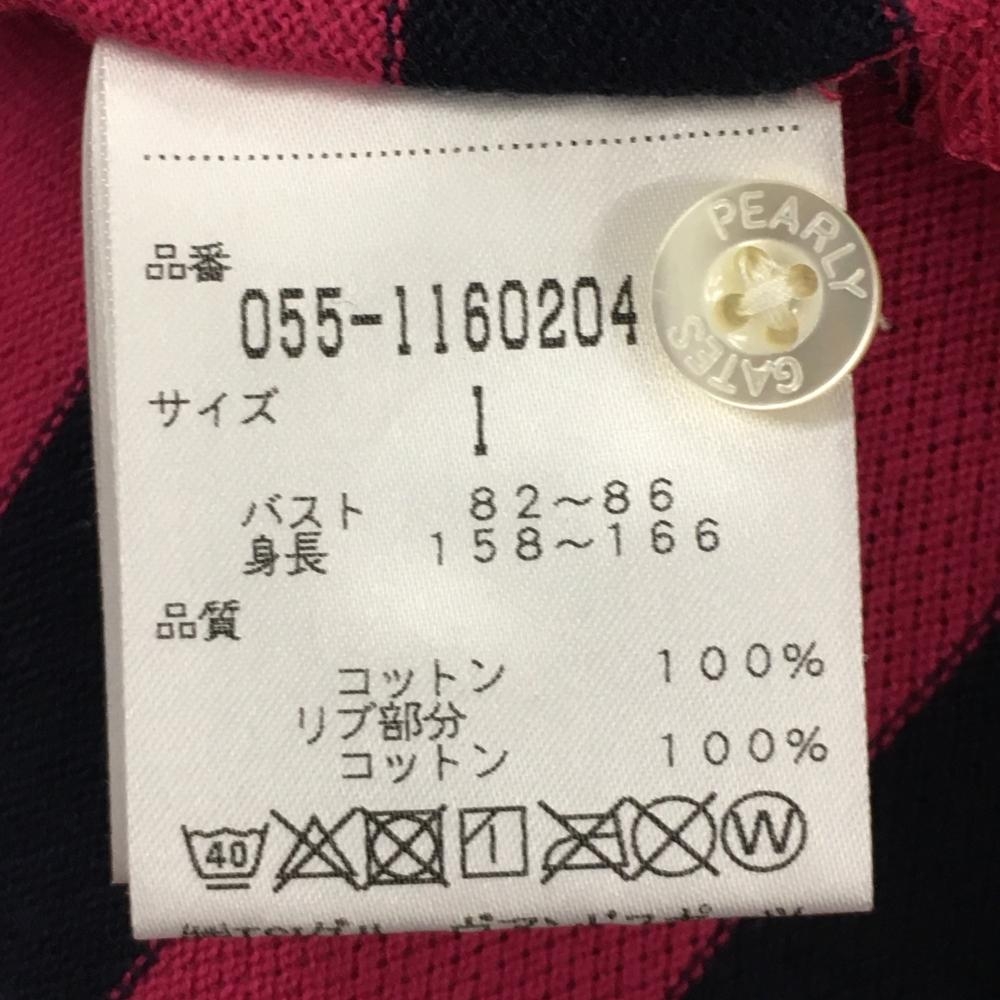 品番
055-1160204
サイズ 1
バスト 82～86
身長 158～166
品質
コットン 100%
リブ部分
コットン 100%
40
W
PEARLY
GATES